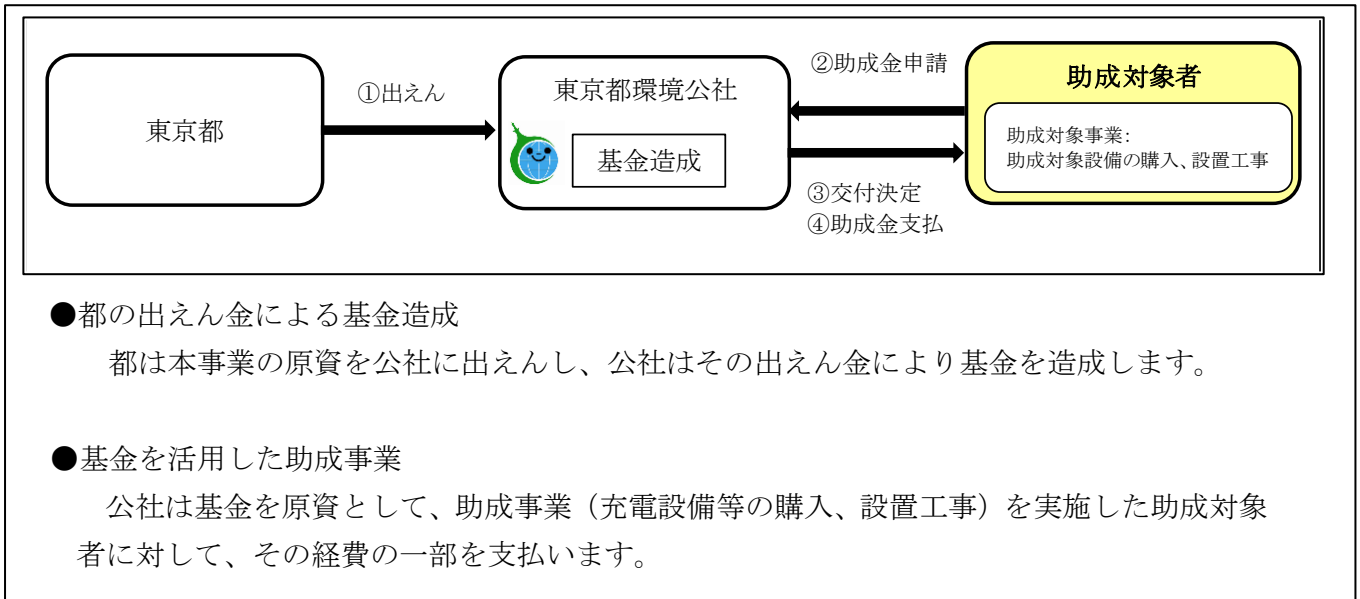 東京都
①出えん
東京都環境公社
基金造成
②助成金申請
③交付決定
④助成金支払
助成対象者
助成対象事業：
助成対象設備の購入、設置工事
●都の出えん金による基金造成
都は本事業の原資を公社に出えんし、公社はその出えん金により基金を造成します。
●基金を活用した助成事業
公社は基金を原資として、助成事業（充電設備等の購入、設置工事）を実施した助成対象
者に対して、その経費の一部を支払います。